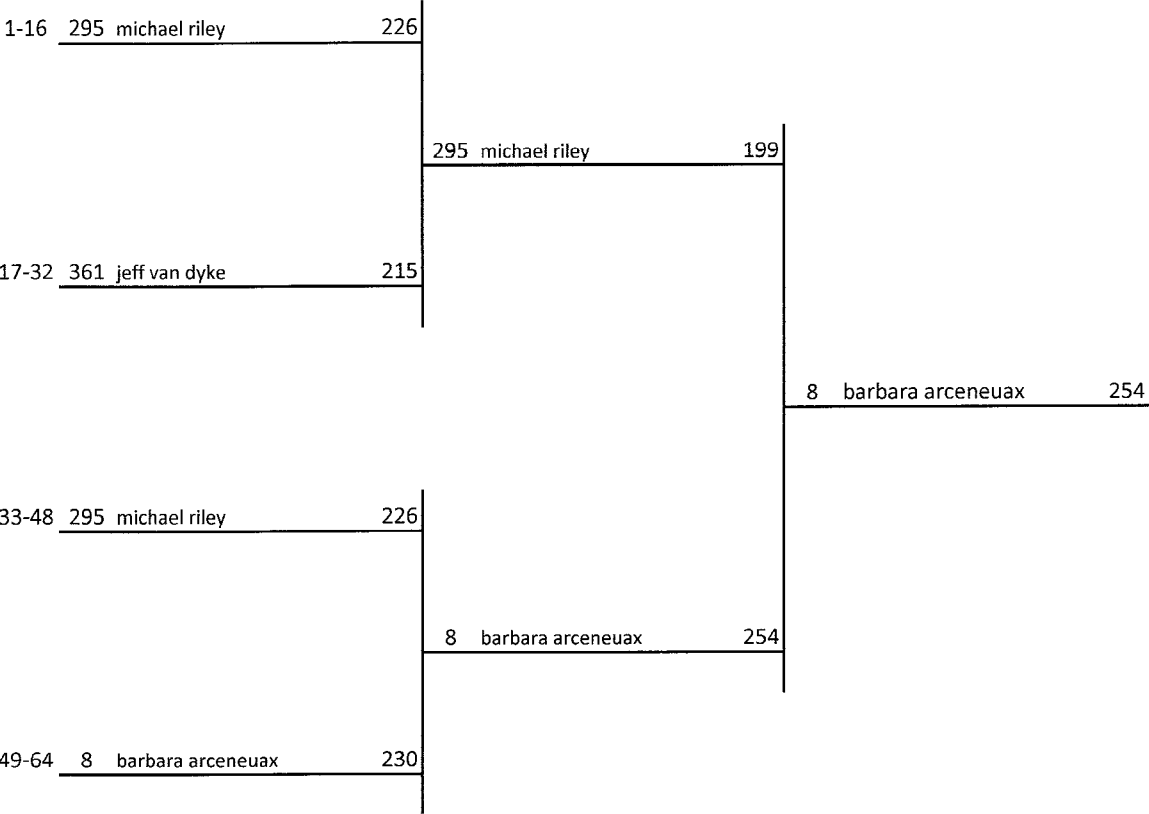 1-16 295 michael riley 226
295 michael riley 199
17-32 361 jeff van dyke 215
8 barbara arceneuax 254
33-48 295 michael riley 226
8 barbara arceneuax 254
49-64 8 barbara arceneuax 230